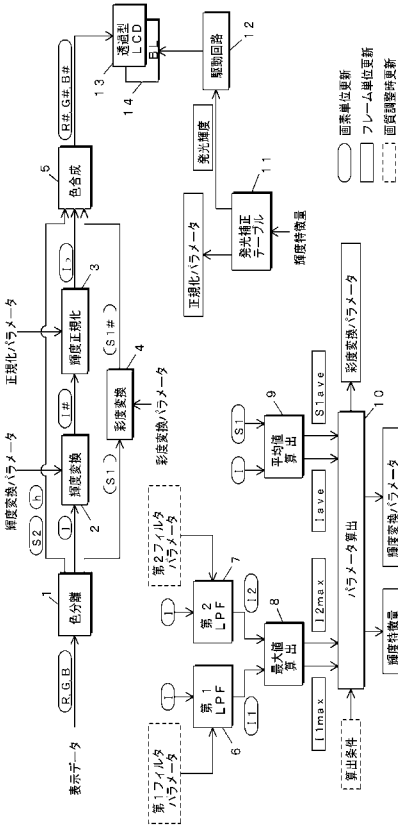 表示データ
R,G,B
1
色分離
S2
h
I
輝度変換パラメータ
輝度変換
2
I#
正規化パラメータ
輝度正規化
3
(S1)
彩度変換
4
彩度変換パラメータ
(S1#)
5
色合成
R#,G#,B#
13
透過型
LCD
14
BL
12
駆動回路
発光輝度
正規化パラメータ
11
発光補正
テーブル
輝度特徴量
第1フィルタ
パラメータ
I
第1
LPF
6
I1
第2フィルタ
パラメータ
I
第2
LPF
7
I2
最大値
算出
8
I1max
I2max
I
S1
平均値
算出
9
Iave
S1ave
算出条件
パラメータ算出
10
輝度特徴量
輝度変換パラメータ
彩度変換パラメータ
画素単位更新
フレーム単位更新
画質調整時更新